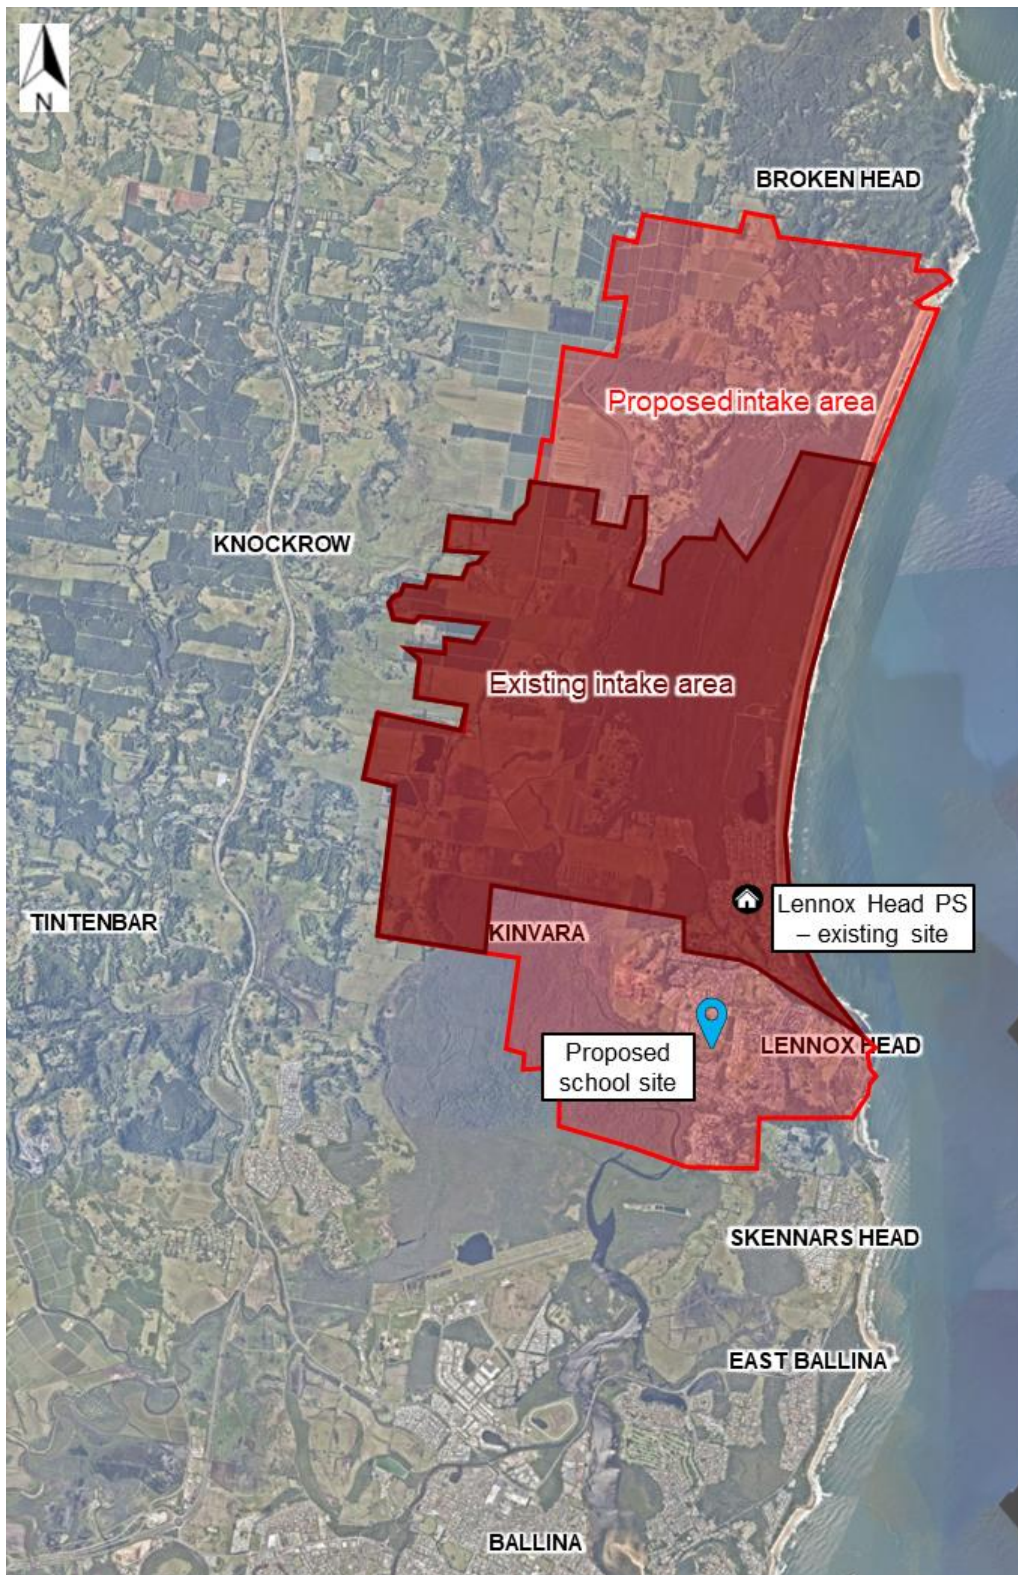 N
BROKEN HEAD
Proposed intake area
KNOCKROW
Existing intake area
Lennox Head PS
– existing site
TINTENBAR
KINVARA
Proposed
school site
LENNOX HEAD
SKENNARS HEAD
EAST BALLINA
BALLINA